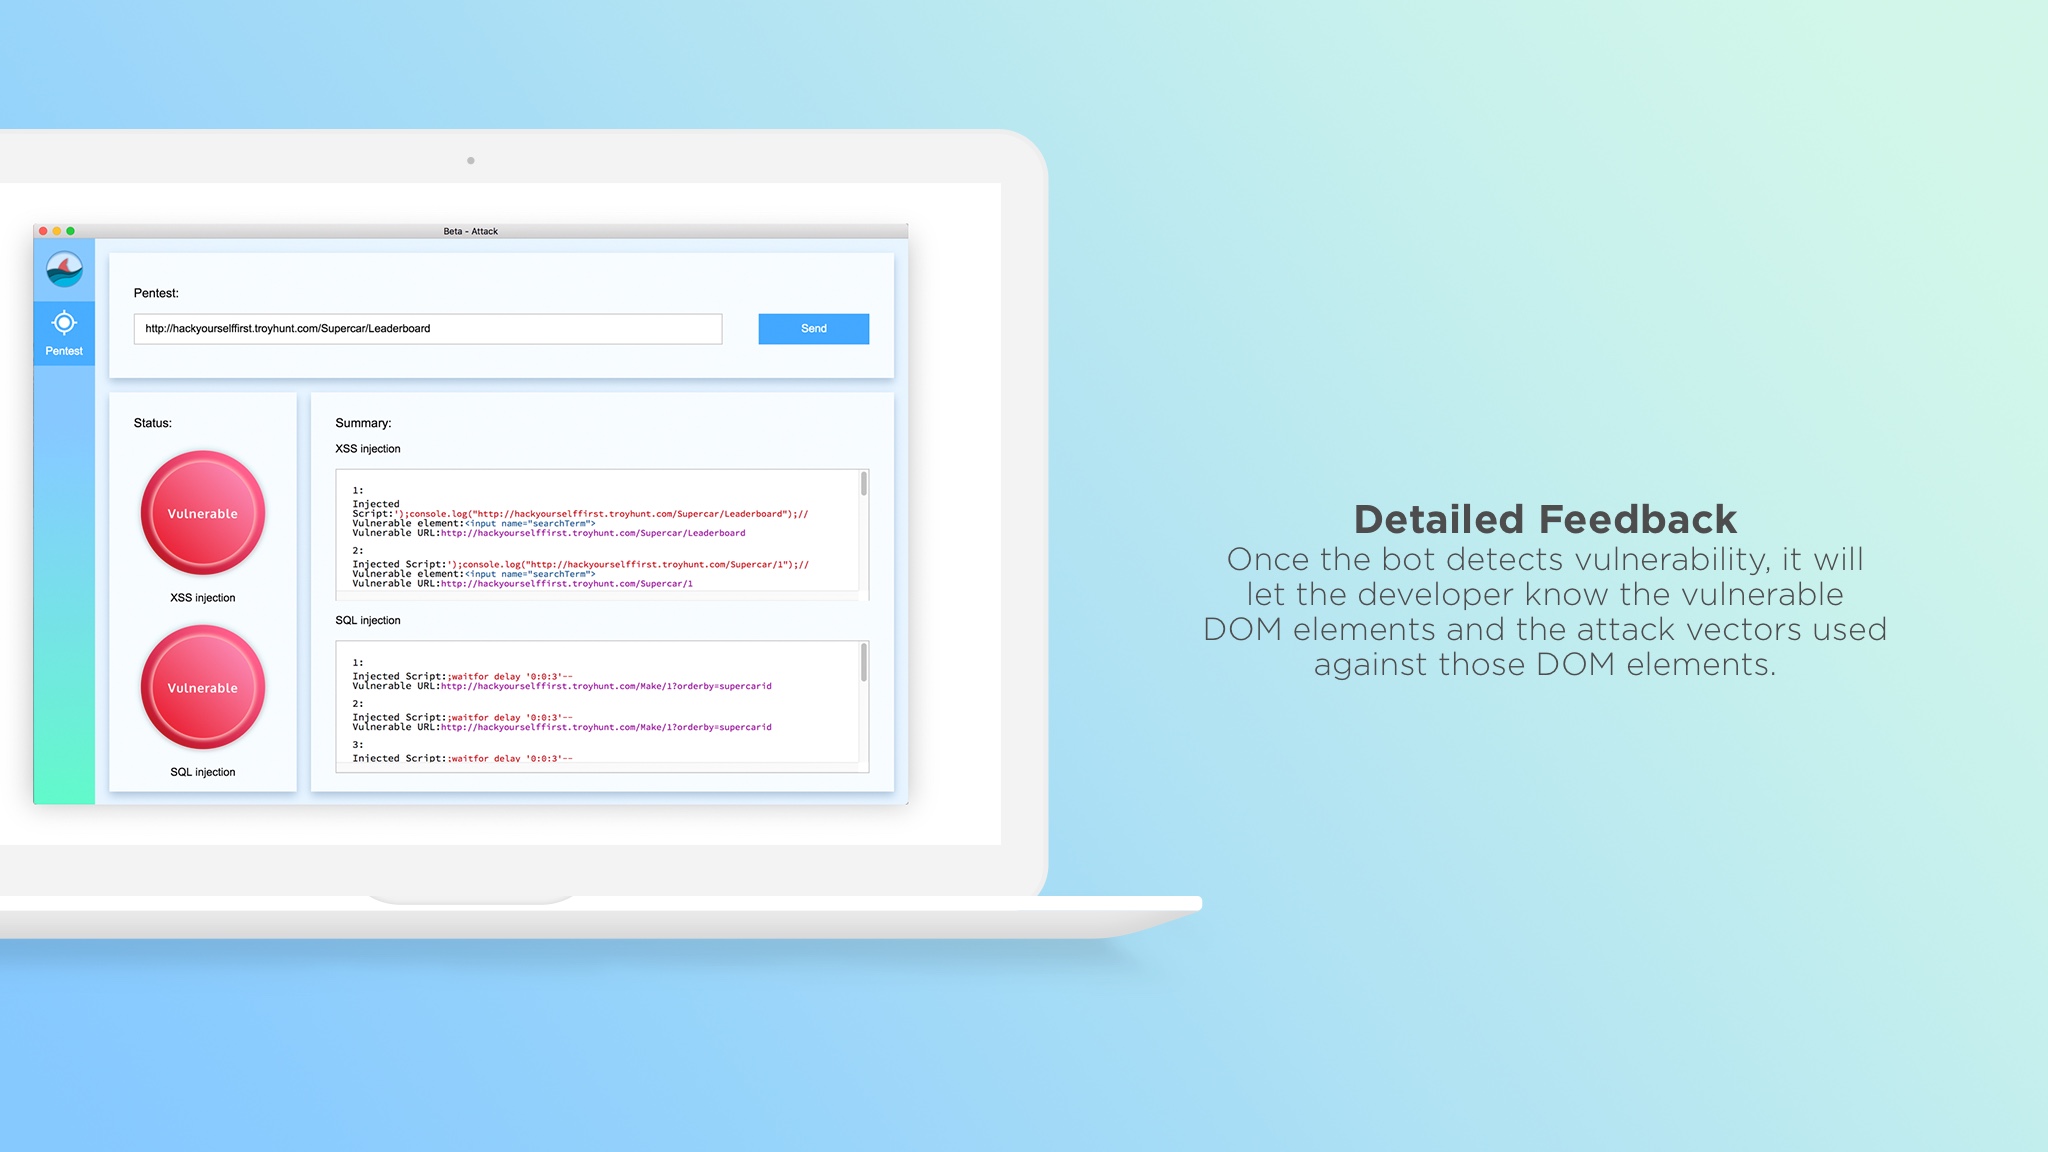 Beta - Attack
Pentest:
http://hackyourselffirst.troyhunt.com/Supercar/Leaderboard
Send
Pentest
Status:
Vulnerable
XSS injection
Vulnerable
SQL injection
Summary:
XSS injection
1:
Injected
Script:');console.log("http://hackyourselffirst.troyhunt.com/Supercar/Leaderboard");//
Vulnerable element:<input name="searchTerm">
Vulnerable URL:http://hackyourselffirst.troyhunt.com/Supercar/Leaderboard
2:
Injected Script:');console.log("http://hackyourselffirst.troyhunt.com/Supercar/1");//
Vulnerable element:<input name="searchTerm">
Vulnerable URL:http://hackyourselffirst.troyhunt.com/Supercar/1
SQL injection
1:
Injected Script:;waitfor delay '0:0:3'--
Vulnerable URL:http://hackyourselffirst.troyhunt.com/Make/1?orderby=supercarid
2:
Injected Script:;waitfor delay '0:0:3'--
Vulnerable URL:http://hackyourselffirst.troyhunt.com/Make/1?orderby=supercarid
3:
Injected Script:;waitfor delay '0:0:3'--
Detailed Feedback
Once the bot detects vulnerability, it will
let the developer know the vulnerable
DOM elements and the attack vectors used
against those DOM elements.